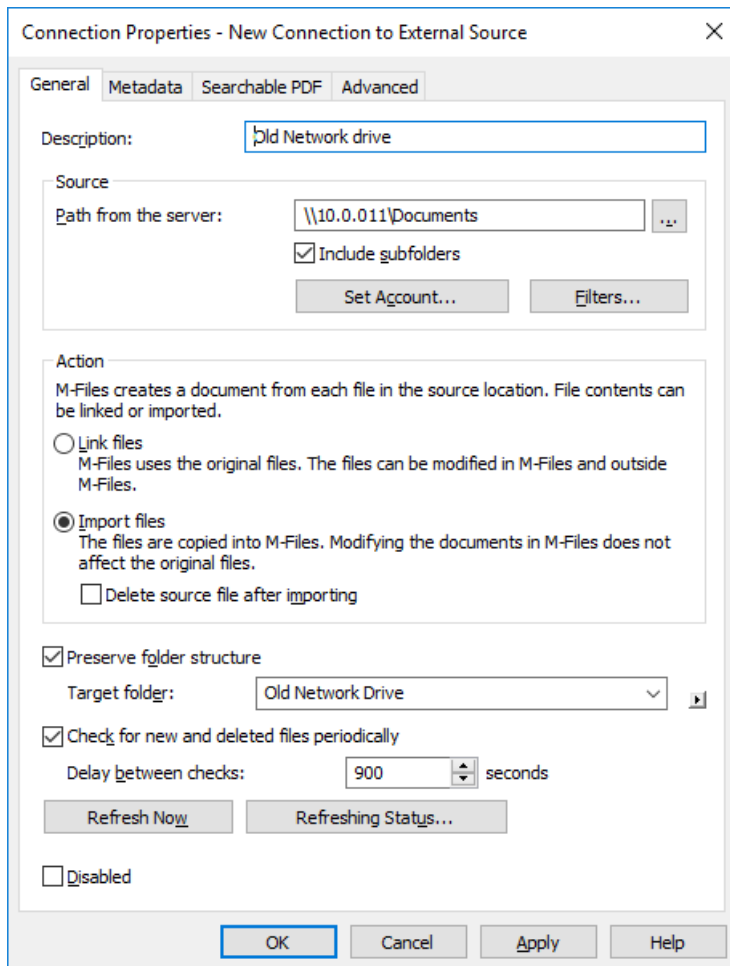 Connection Properties - New Connection to External Source
General Metadata Searchable PDF Advanced
Description: Old Network drive
Source
Path from the server: \\10.0.011\Documents ...
Include subfolders
Set Account... Filters...
Action
M-Files creates a document from each file in the source location. File contents can
be linked or imported.
Link files
M-Files uses the original files. The files can be modified in M-Files and outside
M-Files.
Import files
The files are copied into M-Files. Modifying the documents in M-Files does not
affect the original files.
Delete source file after importing
Preserve folder structure
Target folder: Old Network Drive
Check for new and deleted files periodically
Delay between checks: 900 seconds
Refresh Now Refreshing Status...
Disabled
OK Cancel Apply Help